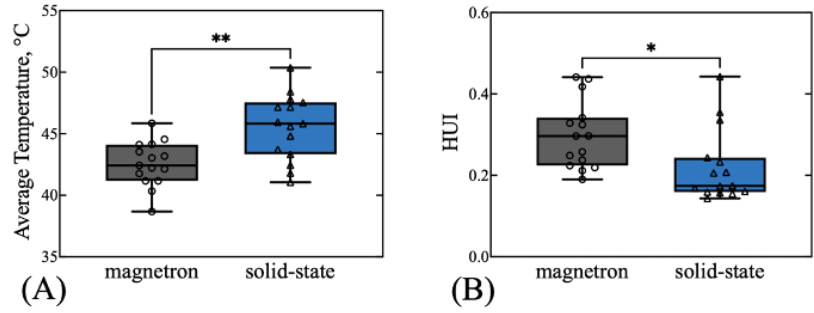 55
50
45
40
35
Average Temperature, °C
**
magnetron
solid-state
(A)
0.6
0.4
0.2
0.0
HUI
*
magnetron
solid-state
(B)